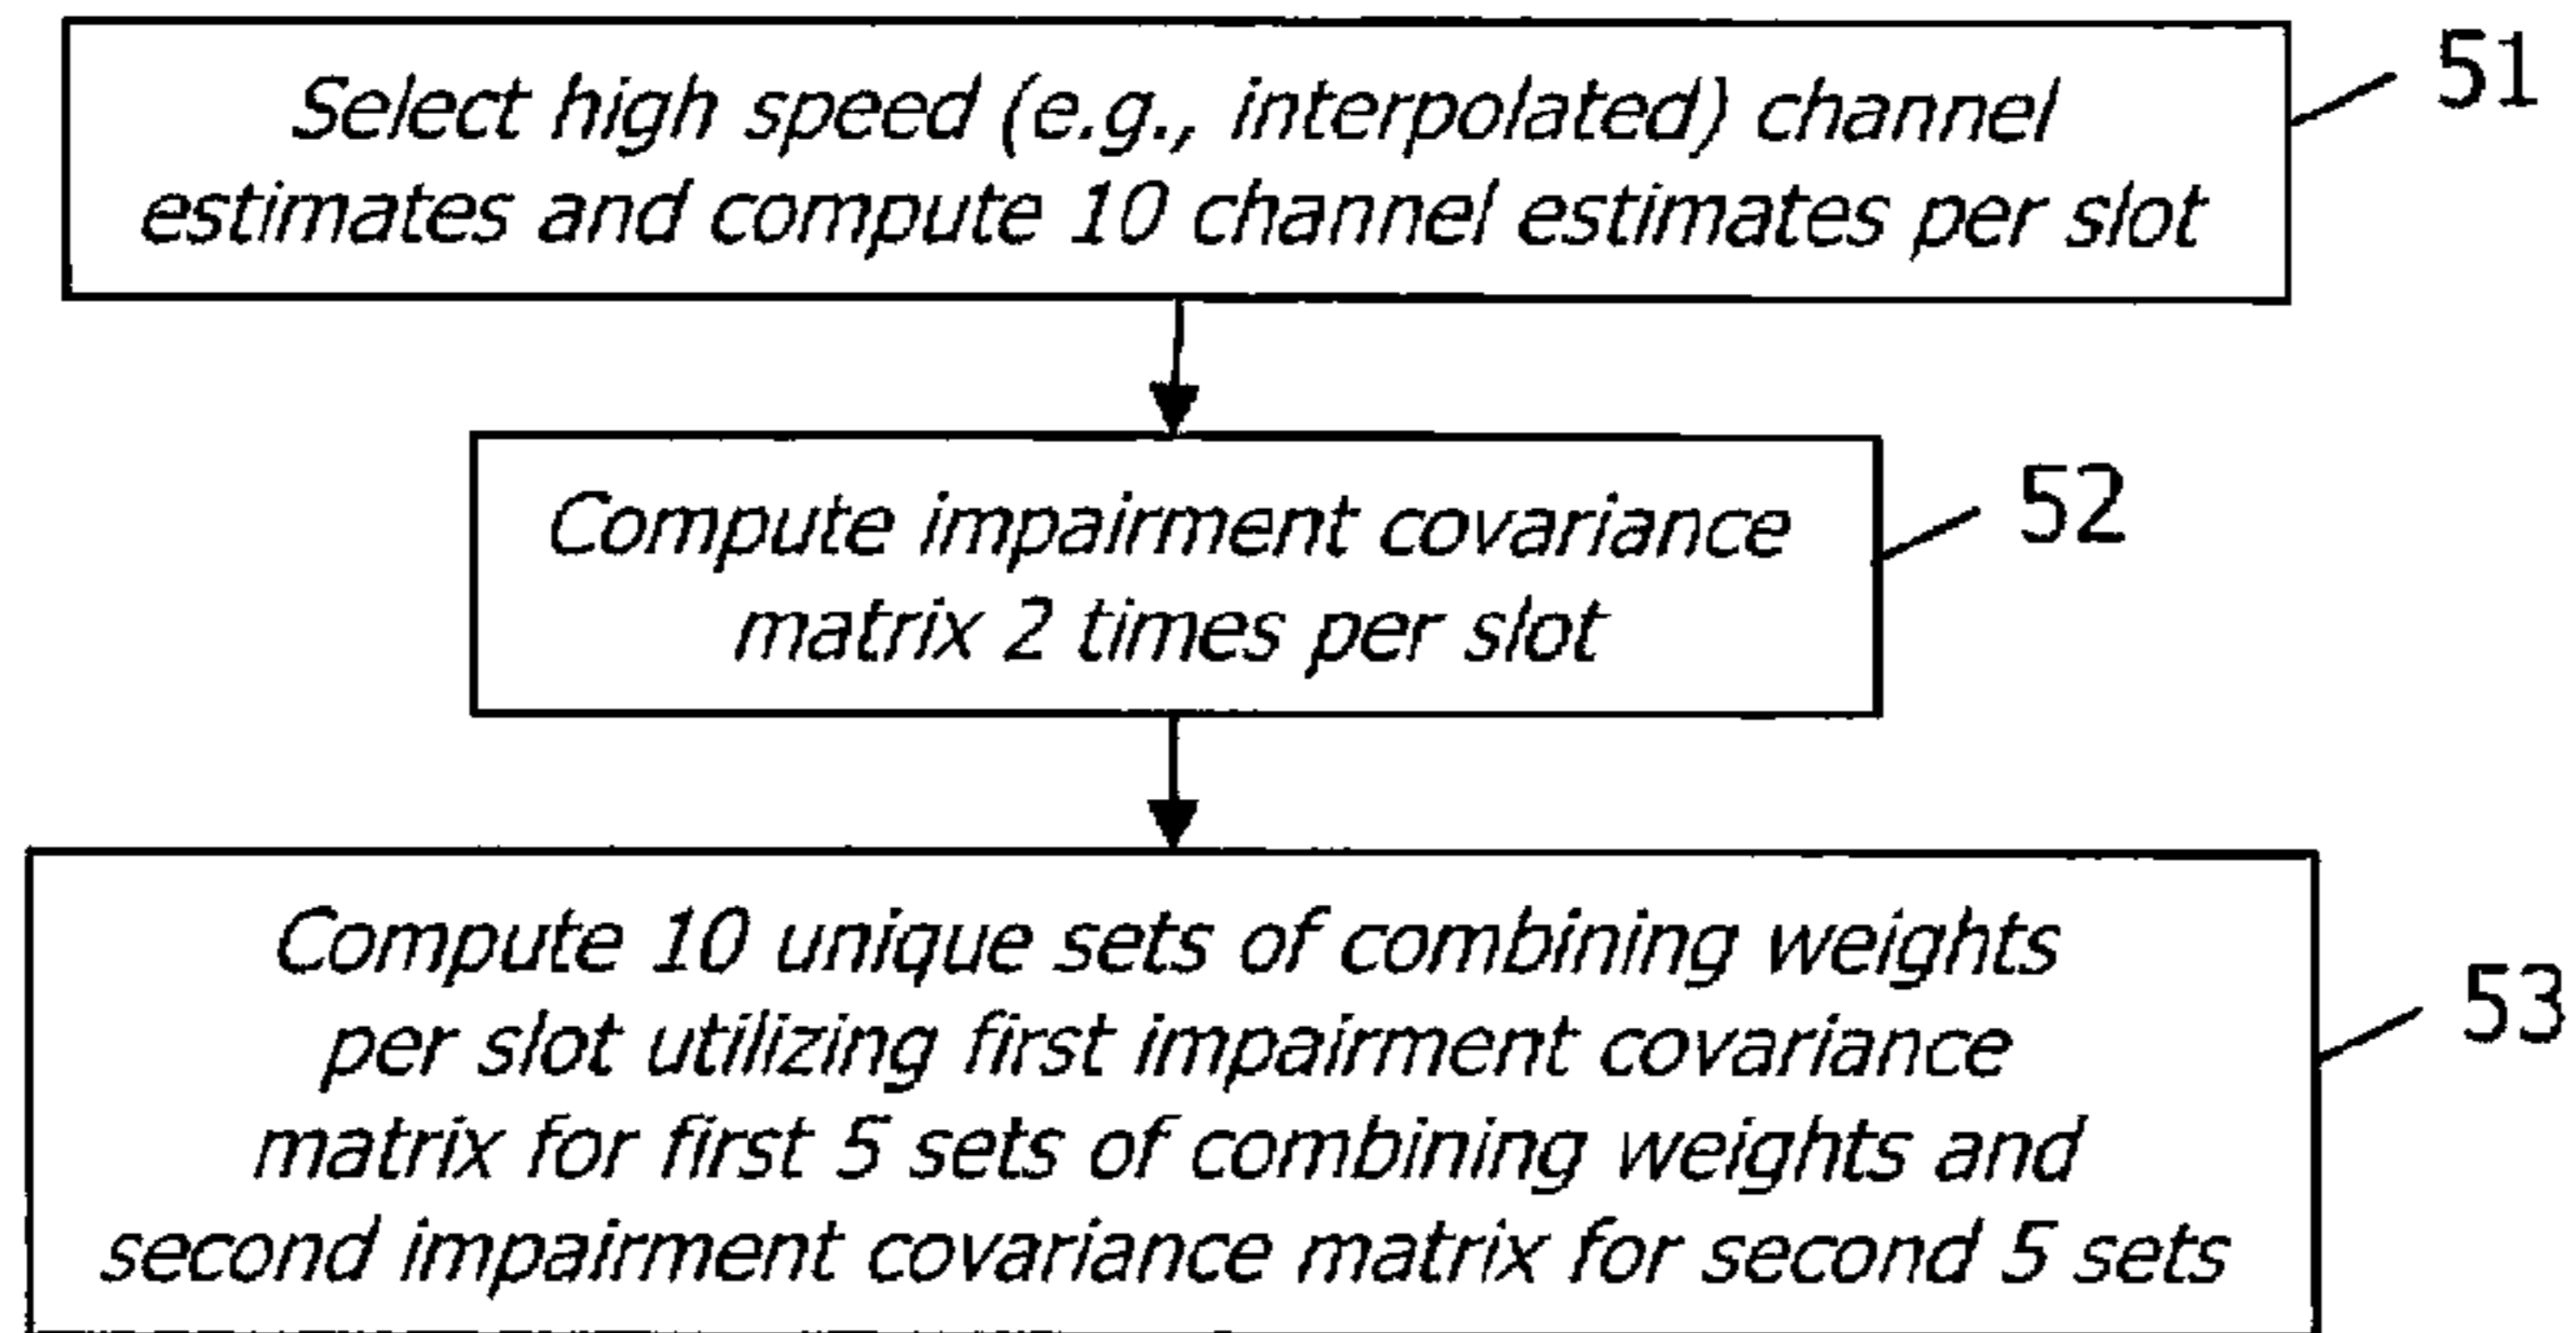 Select high speed (e.g., interpolated) channel
estimates and compute 10 channel estimates per slot
51
Compute impairment covariance
matrix 2 times per slot
52
Compute 10 unique sets of combining weights
per slot utilizing first impairment covariance
matrix for first 5 sets of combining weights and
second impairment covariance matrix for second 5 sets
53